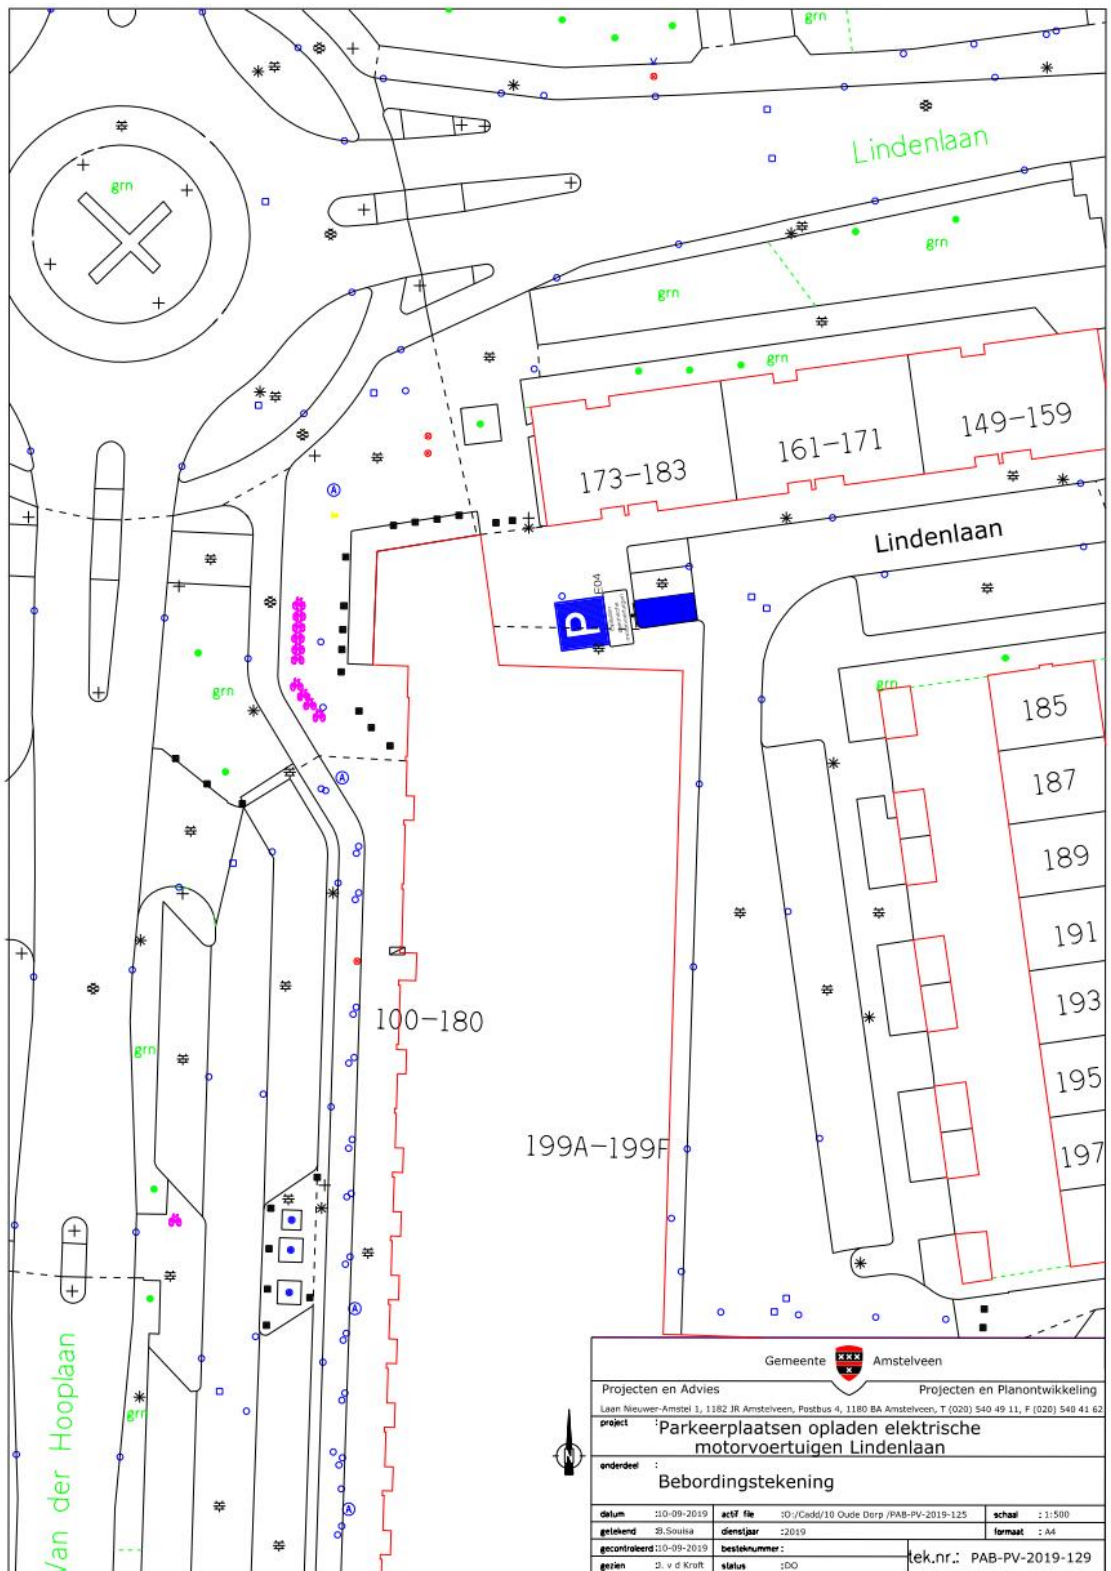 grn
Lindenlaan
grn
grn
grn
grn
149-159
161-171
173-183
Lindenlaan
E04
P
grn
grn
185
187
189
191
193
195
197
100-180
199A-199F
grn
grn
Van der Hooplaan
A
A
A
A
N
Gemeente Amstelveen
Projecten en Advies Projecten en Planontwikkeling
Laan Nieuwer-Amstel 1, 1182 JR Amstelveen, Postbus 4, 1180 BA Amstelveen, T (020) 540 49 11, F (020) 540 41 62
project : Parkeerplaatsen opladen elektrische
motorvoertuigen Lindenlaan
onderdeel :
Bebordingstekening
datum :10-09-2019 actif file :O:/Cadd/10 Oude Dorp /PAB-PV-2019-125 schaal : 1:500
getekend :B.Sousa dienstjaar :2019 formaat : A4
gecontroleerd :10-09-2019 besteknummer :
gezien :J. v d Kroft status :DO tek.nr.: PAB-PV-2019-129